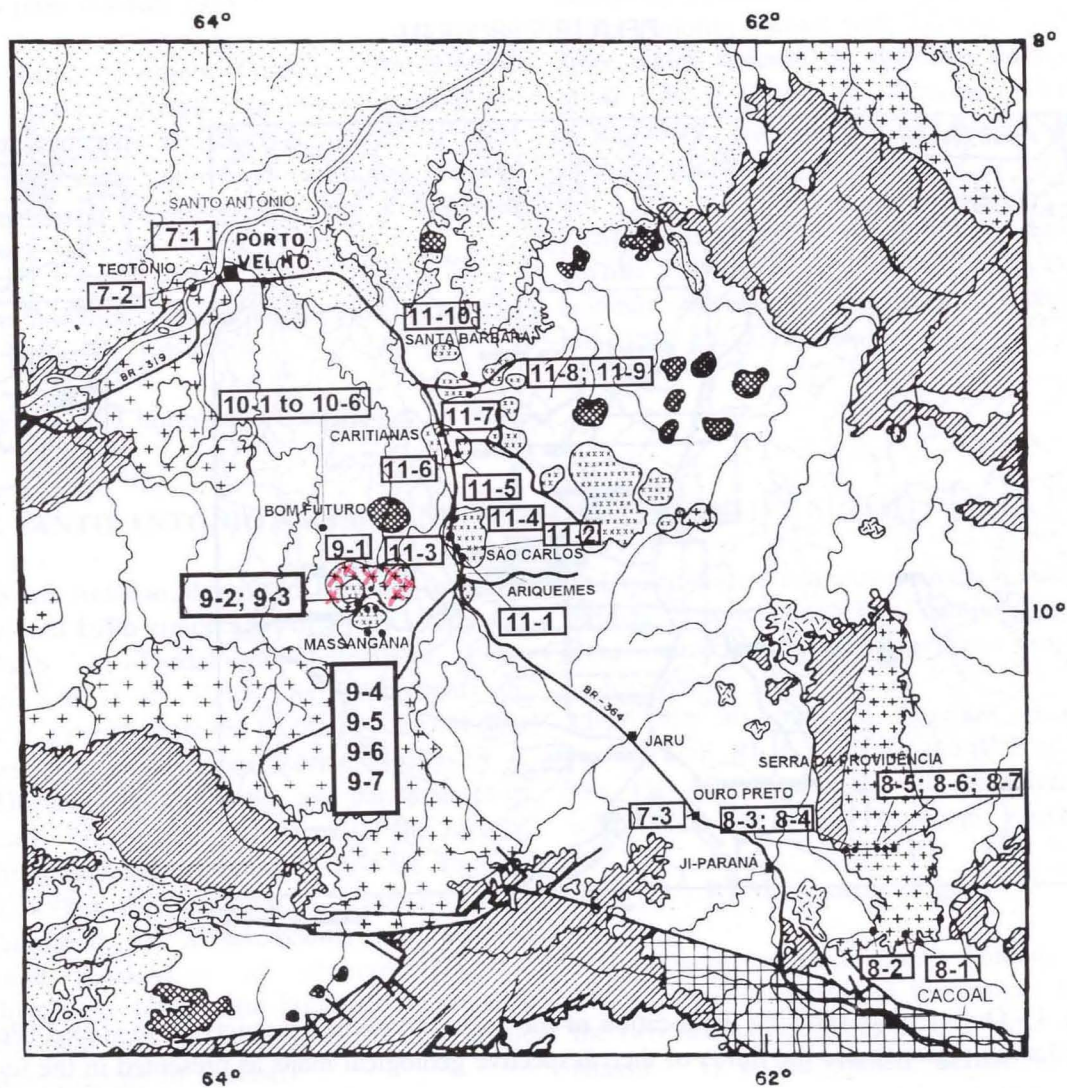 64°
62°
8°
SANTO ANTÔNIO
7-1
PORTO
VELHO
TEOTÔNIO
7-2
BR-319
11-10
SANTA BÁRBARA
11-8; 11-9
10-1 to 10-6
11-7
CARITIANAS
11-6
11-5
BOM FUTURO
11-4
11-2
9-1
11-3
SÃO CARLOS
9-2; 9-3
ARIQUEMES
10°
11-1
MASSANGANA
9-4
9-5
9-6
9-7
BR-364
JARU
SERRA DA PROVIDÊNCIA
8-5; 8-6; 8-7
OURO PRETO
7-3
8-3; 8-4
JI-PARANÁ
8-2
8-1
CACOAL
64°
62°